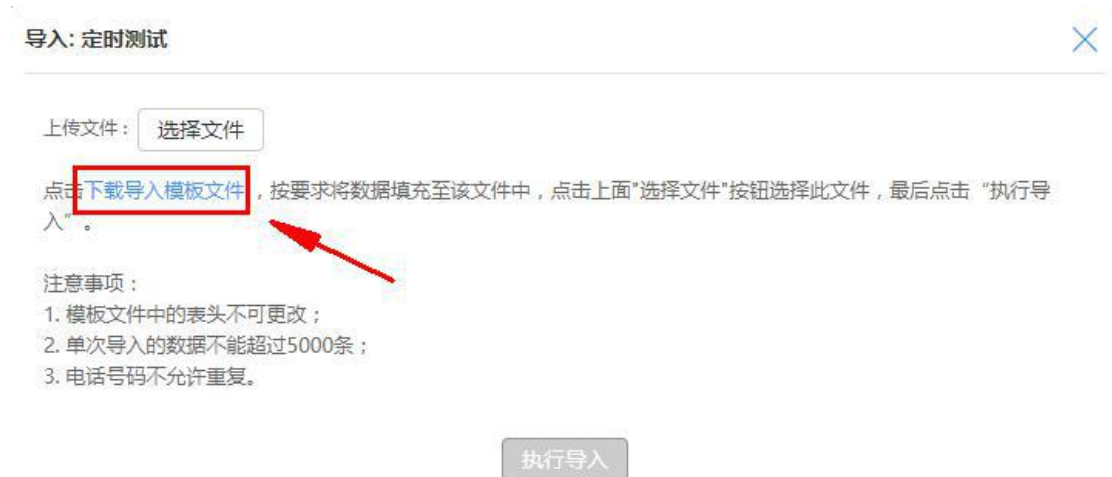 导入: 定时测试
上传文件： 选择文件
点击下载导入模板文件 ，按要求将数据填充至该文件中，点击上面"选择文件"按钮选择此文件，最后点击“执行导
入”。
注意事项：
1. 模板文件中的表头不可更改；
2. 单次导入的数据不能超过5000条；
3. 电话号码不允许重复。
执行导入